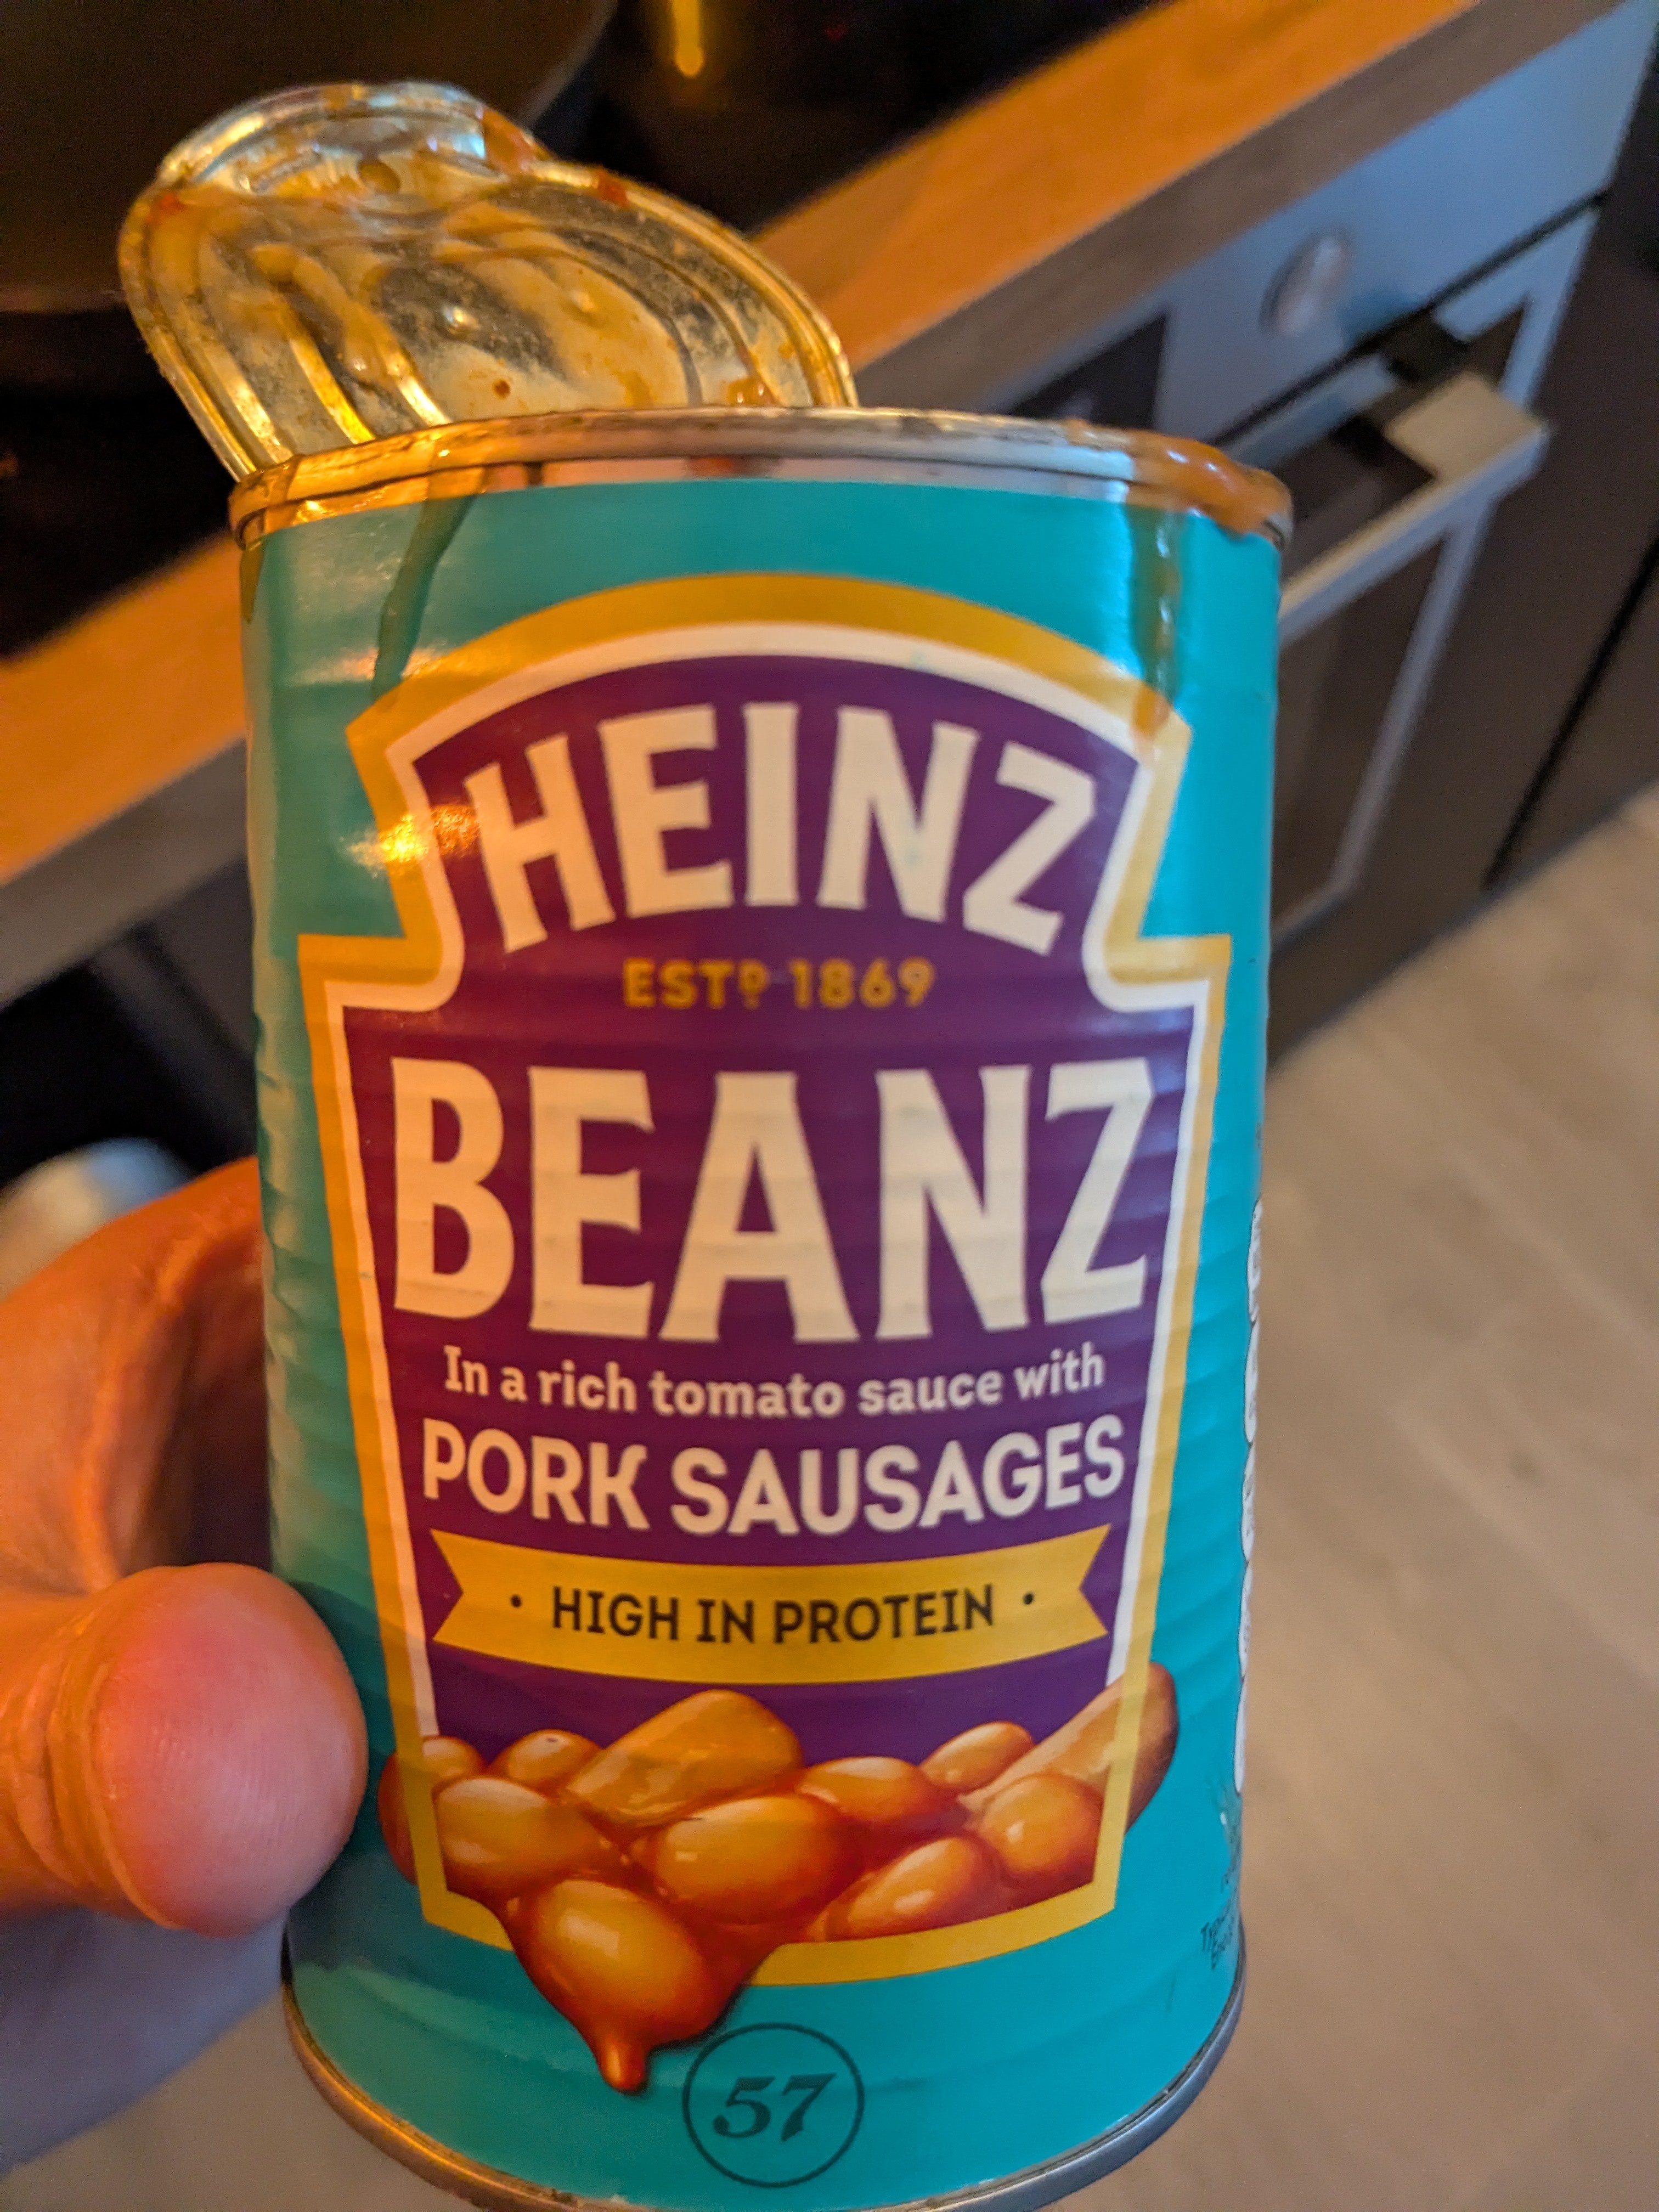 HEINZ
ESTD 1869
BEANZ
In a rich tomato sauce with
PORK SAUSAGES
• HIGH IN PROTEIN •
57